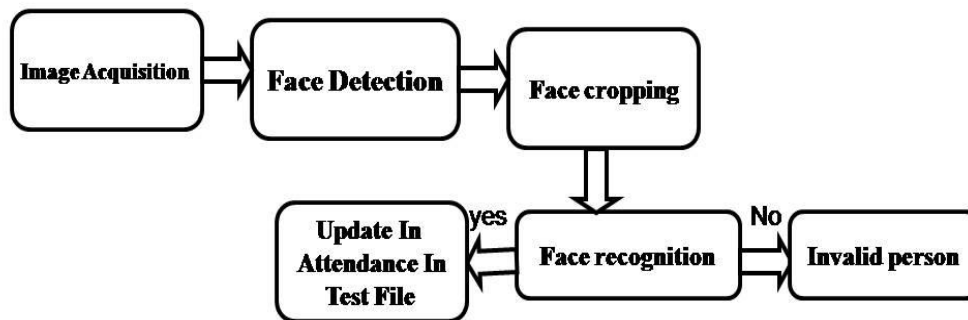 Image Acquisition
Face Detection
Face cropping
yes
No
Update In
Attendance In
Test File
Face recognition
Invalid person